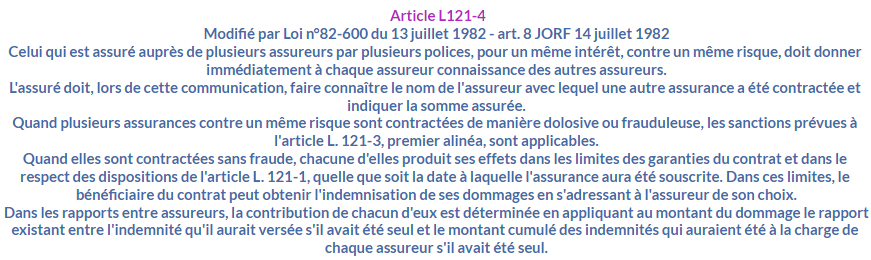 Article L121-4
Modifié par Loi n°82-600 du 13 juillet 1982 - art. 8 JORF 14 juillet 1982
Celui qui est assuré auprès de plusieurs assureurs par plusieurs polices, pour un même intérêt, contre un même risque, doit donner
immédiatement à chaque assureur connaissance des autres assureurs.
L'assuré doit, lors de cette communication, faire connaître le nom de l'assureur avec lequel une autre assurance a été contractée et
indiquer la somme assurée.
Quand plusieurs assurances contre un même risque sont contractées de manière dolosive ou frauduleuse, les sanctions prévues à
l'article L. 121-3, premier alinéa, sont applicables.
Quand elles sont contractées sans fraude, chacune d'elles produit ses effets dans les limites des garanties du contrat et dans le
respect des dispositions de l'article L. 121-1, quelle que soit la date à laquelle l'assurance aura été souscrite. Dans ces limites, le
bénéficiaire du contrat peut obtenir l'indemnisation de ses dommages en s'adressant à l'assureur de son choix.
Dans les rapports entre assureurs, la contribution de chacun d'eux est déterminée en appliquant au montant du dommage le rapport
existant entre l'indemnité qu'il aurait versée s'il avait été seul et le montant cumulé des indemnités qui auraient été à la charge de
chaque assureur s'il avait été seul.